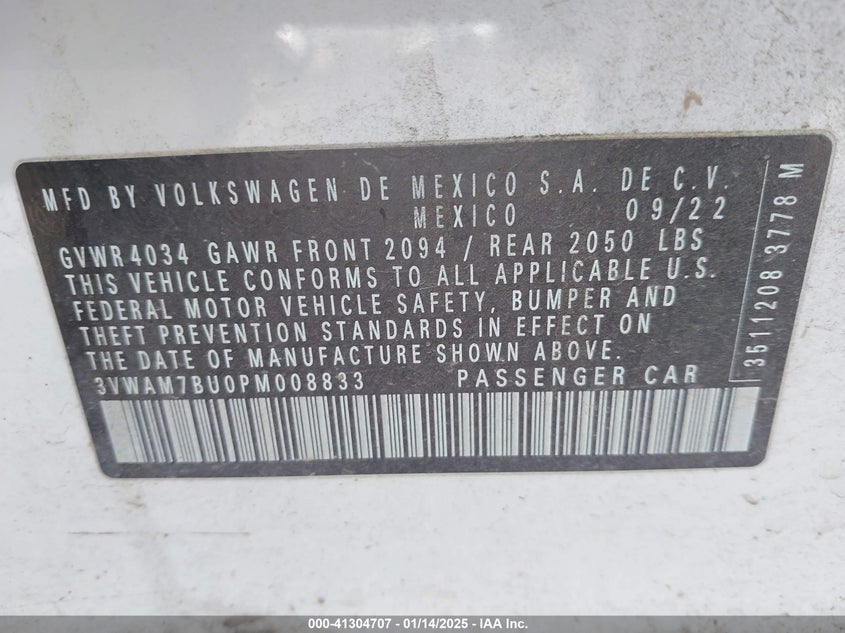 MFD BY VOLKSWAGEN DE MEXICO S.A. DE C.V.
MEXICO 09/22
GVWR4034 GAWR FRONT 2094 / REAR 2050 LBS
THIS VEHICLE CONFORMS TO ALL APPLICABLE U.S.
FEDERAL MOTOR VEHICLE SAFETY, BUMPER AND
THEFT PREVENTION STANDARDS IN EFFECT ON
THE DATE OF MANUFACTURE SHOWN ABOVE.
3VWAM7BU0PM008833 PASSENGER CAR
3511208 3778 M
000-41304707 - 01/14/2025 - IAA Inc.